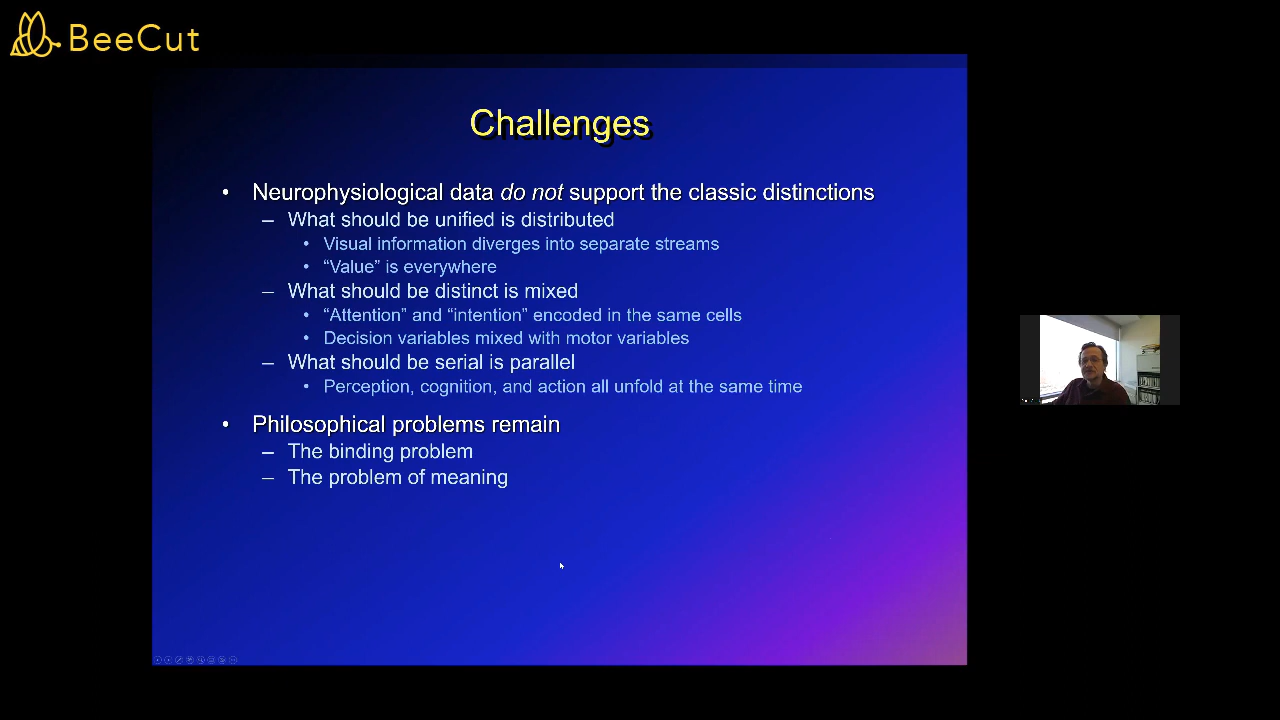 BeeCut
Challenges
• Neurophysiological data do not support the classic distinctions
– What should be unified is distributed
• Visual information diverges into separate streams
• “Value” is everywhere
– What should be distinct is mixed
• “Attention” and “intention” encoded in the same cells
• Decision variables mixed with motor variables
– What should be serial is parallel
• Perception, cognition, and action all unfold at the same time
• Philosophical problems remain
– The binding problem
– The problem of meaning